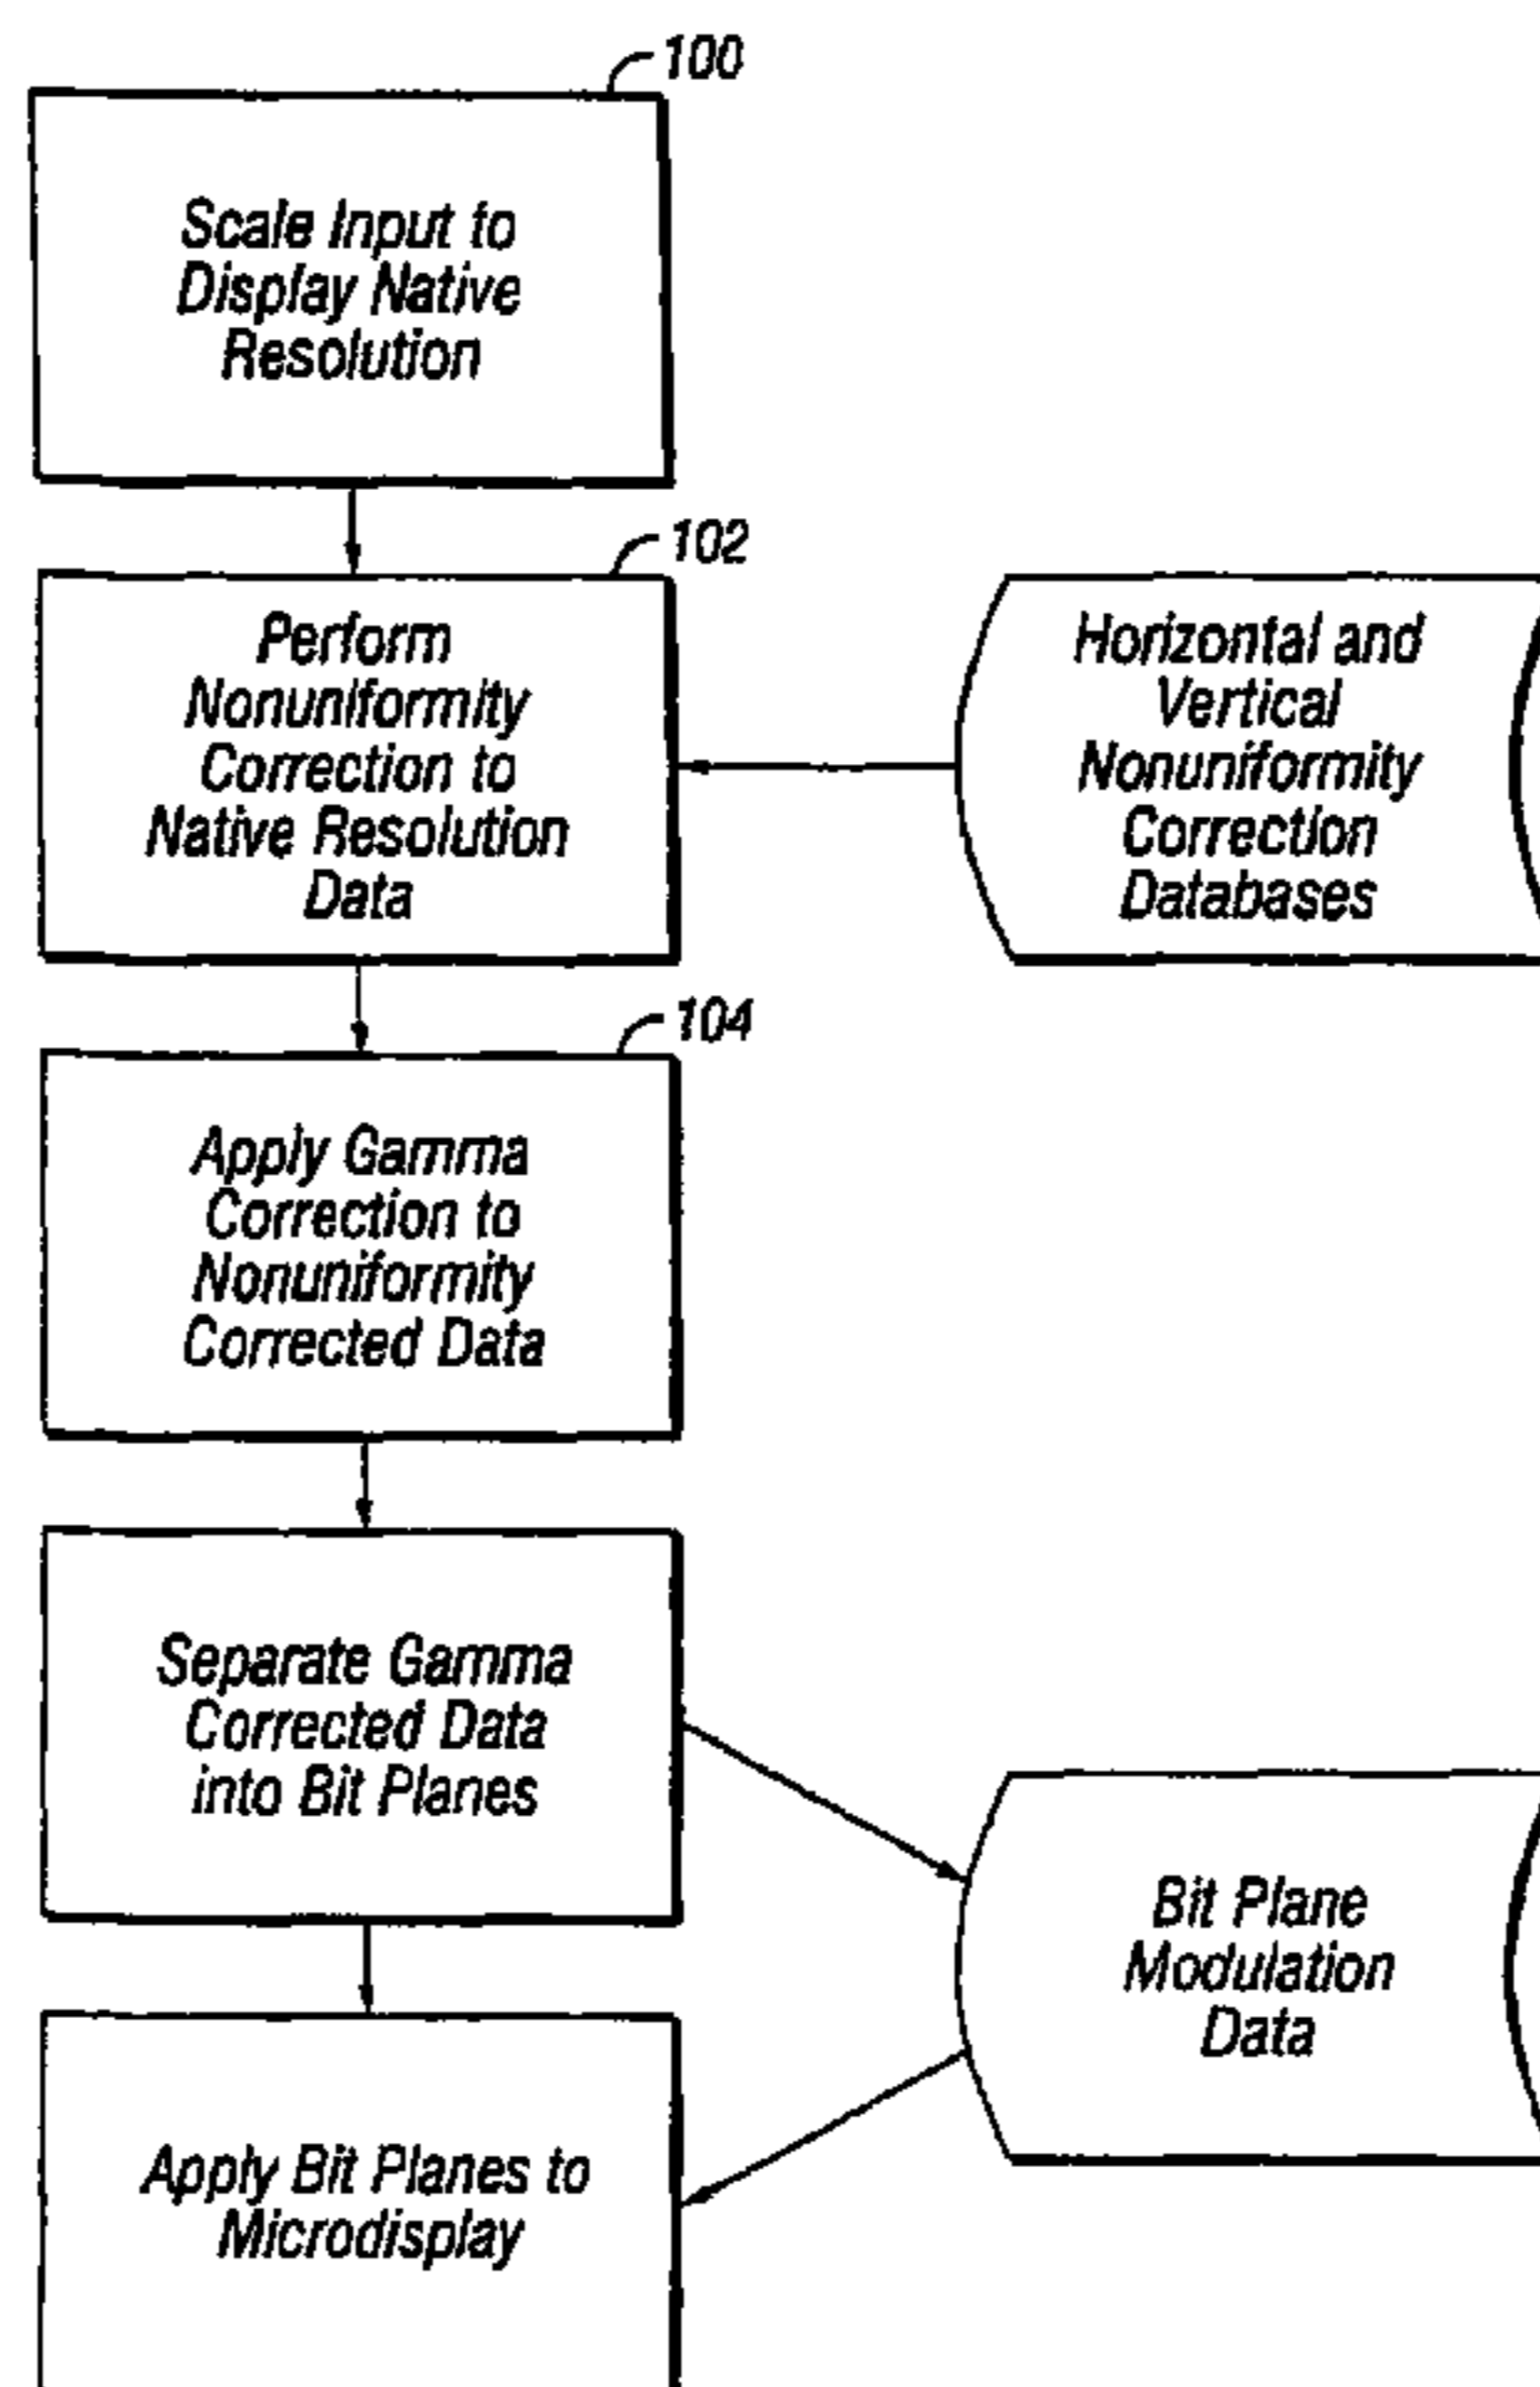 100
Scale Input to
Display Native
Resolution
102
Perform
Nonuniformity
Correction to
Native Resolution
Data
Horizontal and
Vertical
Nonuniformity
Correction
Databases
104
Apply Gamma
Correction to
Nonuniformity
Corrected Data
Separate Gamma
Corrected Data
into Bit Planes
Bit Plane
Modulation
Data
Apply Bit Planes to
Microdisplay